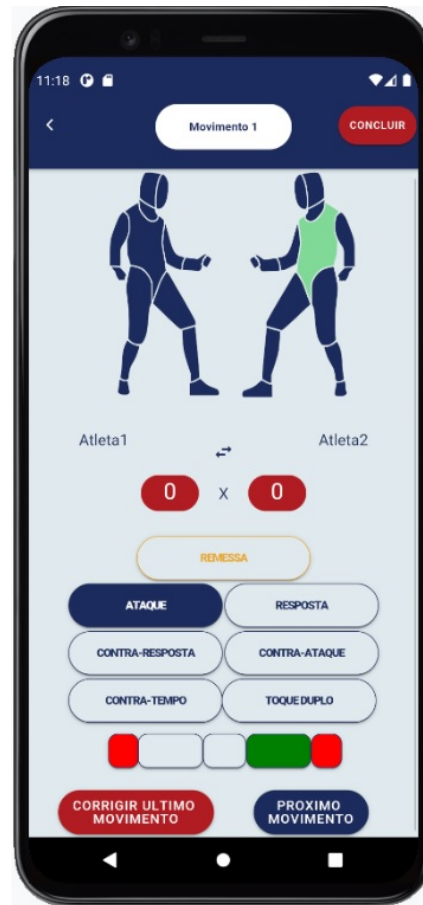 11:18
Movimento 1
CONCLUIR
Atleta1
Atleta2
0 X 0
REMESSA
ATAQUE
RESPOSTA
CONTRA-RESPOSTA
CONTRA-ATAQUE
CONTRA-TEMPO
TOQUE DUPLO
CORRIGIR ULTIMO
MOVIMENTO
PROXIMO
MOVIMENTO